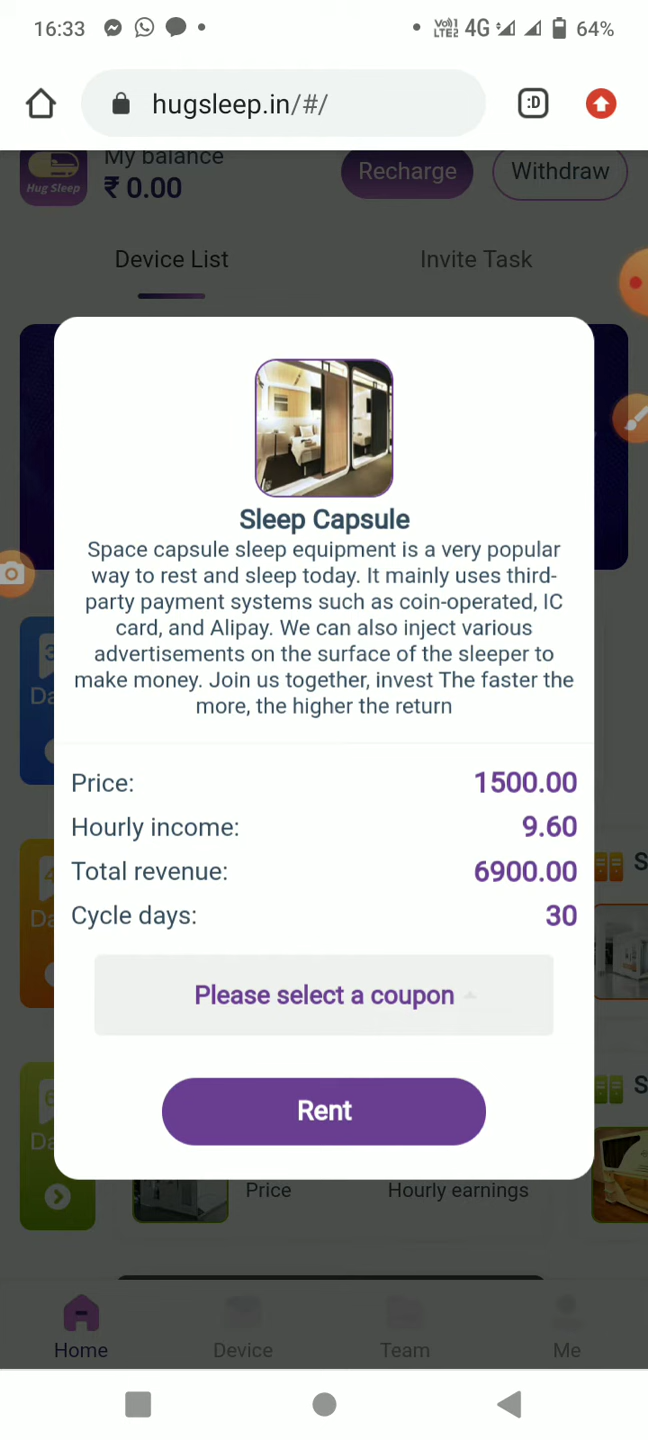 16:33
Vo)) 1
LTE2
4G
64%
hugsleep.in/#/
:D
My balance
Hug Sleep
₹ 0.00
Recharge
Withdraw
Device List
Invite Task
Sleep Capsule
Space capsule sleep equipment is a very popular
way to rest and sleep today. It mainly uses third-
party payment systems such as coin-operated, IC
card, and Alipay. We can also inject various
advertisements on the surface of the sleeper to
make money. Join us together, invest The faster the
more, the higher the return
Price: 1500.00
Hourly income: 9.60
Total revenue: 6900.00
Cycle days: 30
Please select a coupon
Rent
Price
Hourly earnings
Home
Device
Team
Me